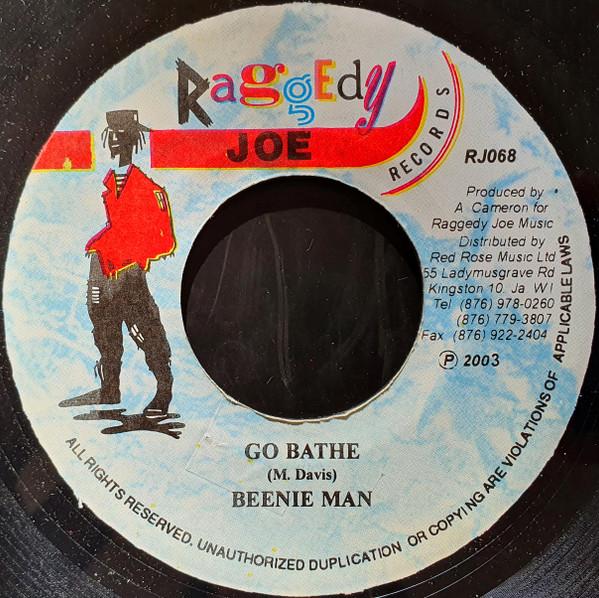 RaggEdy
JOE
RECORDS
RJ068
Produced by
A Cameron for
Raggedy Joe Music
Distributed by
Red Rose Music Ltd
55 Ladymusgrave Rd
Kingston 10. Ja. W I
Tel (876) 978-0260
(876) 779-3807
Fax (876) 922-2404
℗ 2003
GO BATHE
(M. Davis)
BEENIE MAN
ALL RIGHTS RESERVED. UNAUTHORIZED DUPLICATION OR COPYING ARE VIOLATIONS OF APPLICABLE LAWS